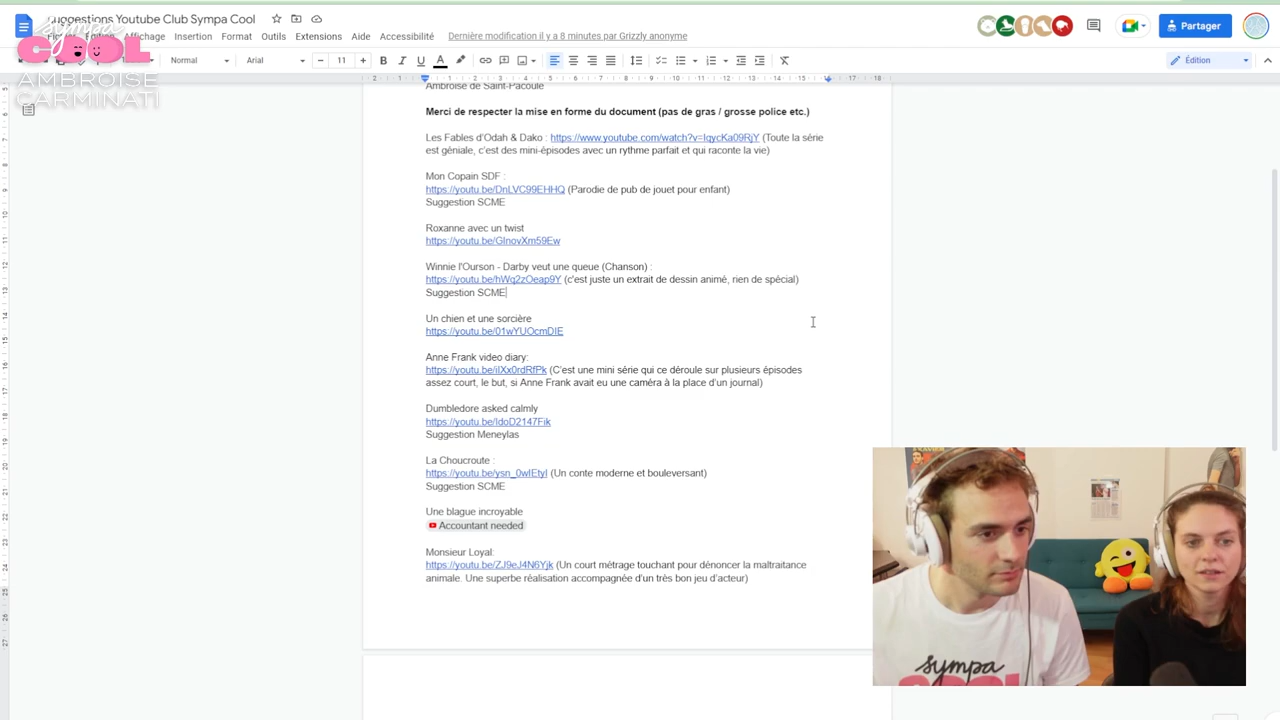 suggestions Youtube Club Sympa Cool
Partager
Affichage Insertion Format Outils Extensions Aide Accessibilité Dernière modification il y a 8 minutes par Grizzly anonyme
Normal Arial 11 Édition
sympa
COOL
AMBROISE
CARMINATI
Ambroise de Saint-Pacoule
Merci de respecter la mise en forme du document (pas de gras / grosse police etc.)
Les Fables d'Odah & Dako : https://www.youtube.com/watch?v=IqycKa09RjY (Toute la série
est géniale, c'est des mini-épisodes avec un rythme parfait et qui raconte la vie)
Mon Copain SDF :
https://youtu.be/DnLVC99EHHQ (Parodie de pub de jouet pour enfant)
Suggestion SCME
Roxanne avec un twist
https://youtu.be/GInovXm59Ew
Winnie l'Ourson - Darby veut une queue (Chanson) :
https://youtu.be/hWq2zOeap9Y (c'est juste un extrait de dessin animé, rien de spécial)
Suggestion SCME
Un chien et une sorcière
https://youtu.be/01wYUOcmDIE
Anne Frank video diary:
https://youtu.be/iIXx0rdRfPk (C'est une mini série qui ce déroule sur plusieurs épisodes
assez court, le but, si Anne Frank avait eu une caméra à la place d'un journal)
Dumbledore asked calmly
https://youtu.be/IdoD2147Fik
Suggestion Meneylas
La Choucroute :
https://youtu.be/ysn_0wIEtyI (Un conte moderne et bouleversant)
Suggestion SCME
Une blague incroyable
Accountant needed
Monsieur Loyal:
https://youtu.be/ZJ9eJ4N6Yjk (Un court métrage touchant pour dénoncer la maltraitance
animale. Une superbe réalisation accompagnée d'un très bon jeu d'acteur)
sympa